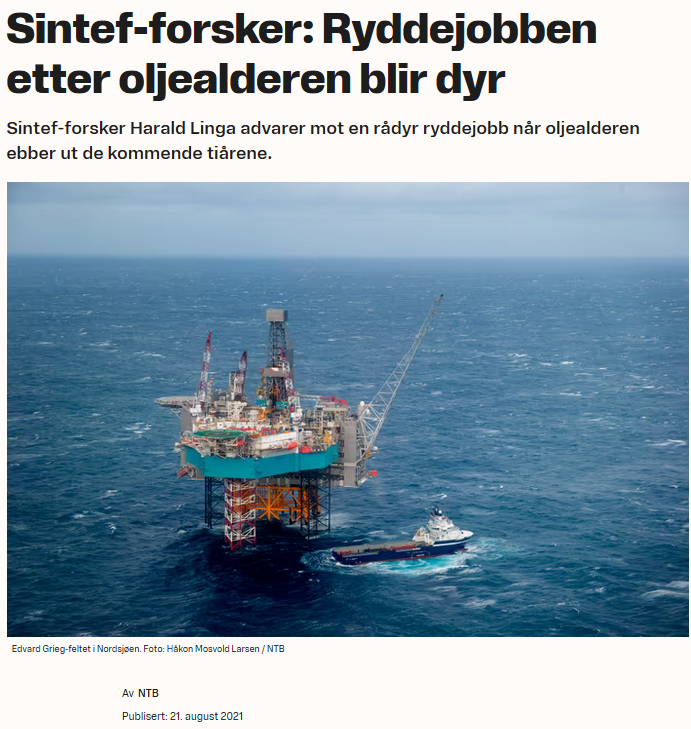 Sintef-forsker: Ryddejobben
etter oljealderen blir dyr
Sintef-forsker Harald Linga advarer mot en rådyr ryddejobb når oljealderen
ebber ut de kommende tiårene.
Edvard Grieg-feltet i Nordsjøen. Foto: Håkon Mosvold Larsen / NTB
Av NTB
Publisert: 21. august 2021